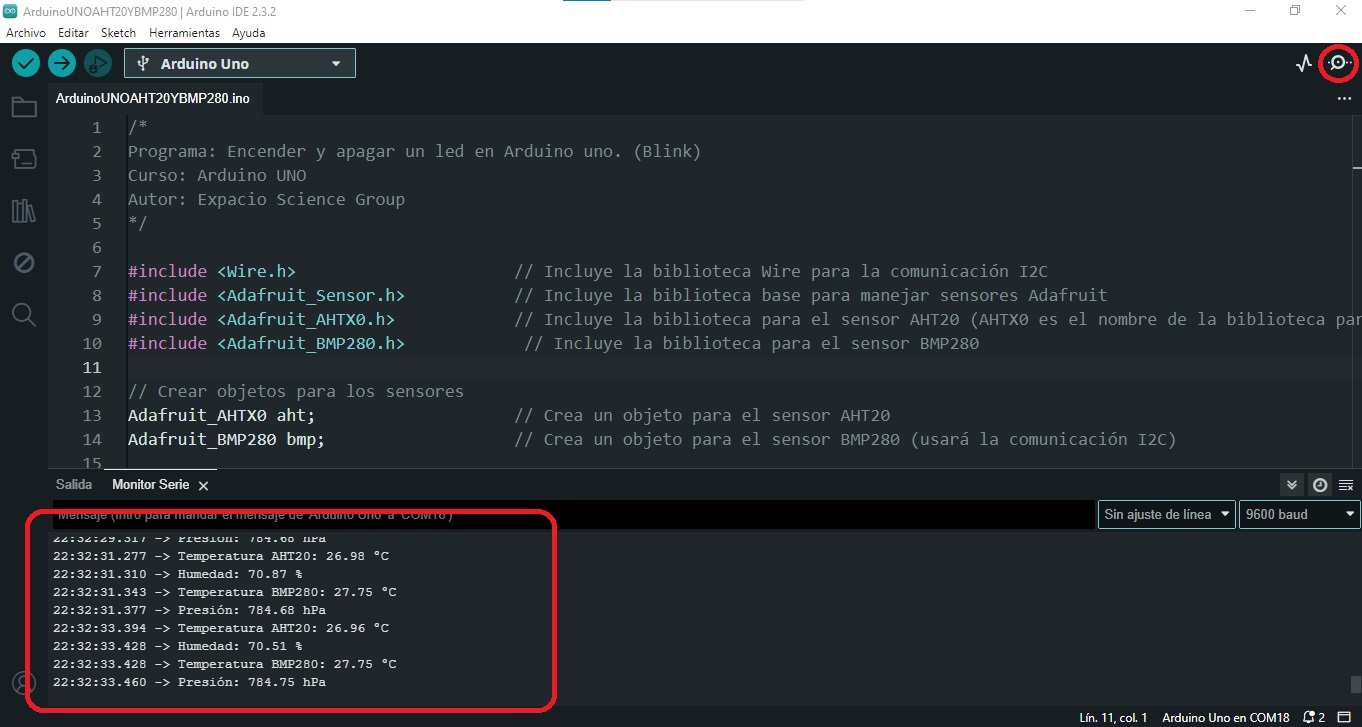 ArduinoUNOAHT20YBMP280 | Arduino IDE 2.3.2
Archivo Editar Sketch Herramientas Ayuda
Arduino Uno
ArduinoUNOAHT20YBMP280.ino
1 /*
2 Programa: Encender y apagar un led en Arduino uno. (Blink)
3 Curso: Arduino UNO
4 Autor: Expacio Science Group
5 */
6
7 #include <Wire.h> // Incluye la biblioteca Wire para la comunicación I2C
8 #include <Adafruit_Sensor.h> // Incluye la biblioteca base para manejar sensores Adafruit
9 #include <Adafruit_AHTX0.h> // Incluye la biblioteca para el sensor AHT20 (AHTX0 es el nombre de la biblioteca par
10 #include <Adafruit_BMP280.h> // Incluye la biblioteca para el sensor BMP280
11
12 // Crear objetos para los sensores
13 Adafruit_AHTX0 aht; // Crea un objeto para el sensor AHT20
14 Adafruit_BMP280 bmp; // Crea un objeto para el sensor BMP280 (usará la comunicación I2C)
15
Salida Monitor Serie
Mensaje (Intro para mandar el mensaje de 'Arduino Uno' a 'COM18')
Sin ajuste de línea 9600 baud
22:32:29.317 -> Presión: 784.68 hPa
22:32:31.277 -> Temperatura AHT20: 26.98 °C
22:32:31.310 -> Humedad: 70.87 %
22:32:31.343 -> Temperatura BMP280: 27.75 °C
22:32:31.377 -> Presión: 784.68 hPa
22:32:33.394 -> Temperatura AHT20: 26.96 °C
22:32:33.428 -> Humedad: 70.51 %
22:32:33.428 -> Temperatura BMP280: 27.75 °C
22:32:33.460 -> Presión: 784.75 hPa
Lín. 11, col. 1 Arduino Uno en COM18 2